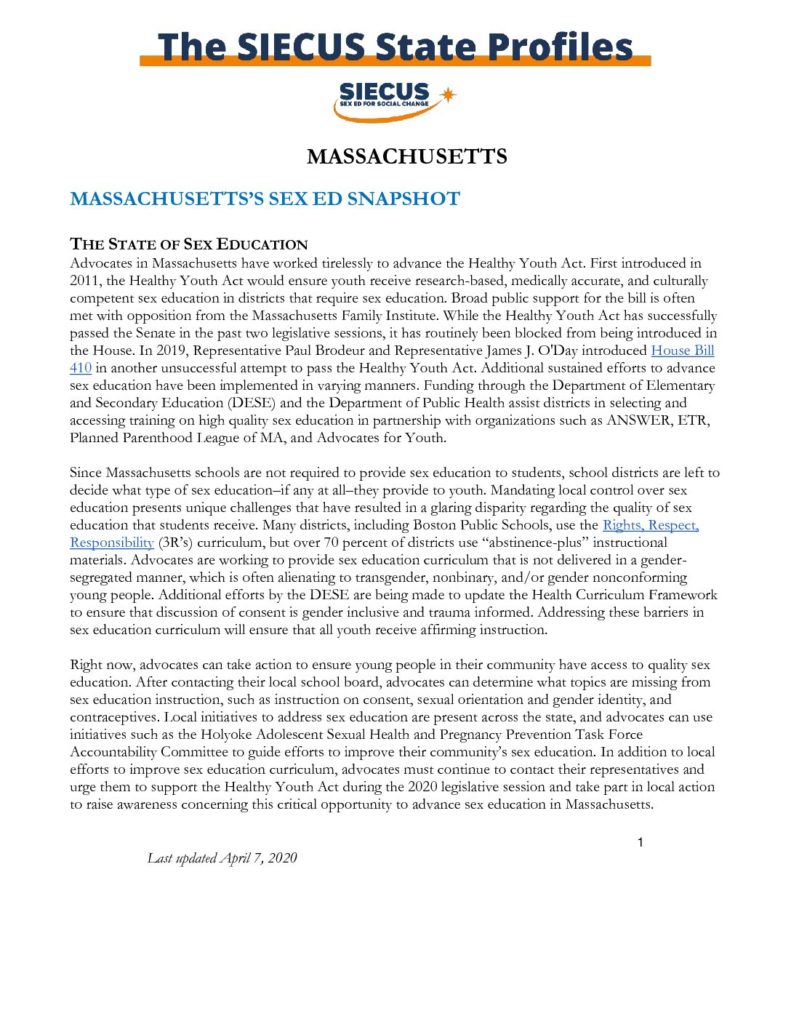 The SIECUS State Profiles
SIECUS
SEX ED FOR SOCIAL CHANGE
MASSACHUSETTS
MASSACHUSETTS'S SEX ED SNAPSHOT
THE STATE OF SEX EDUCATION
Advocates in Massachusetts have worked tirelessly to advance the Healthy Youth Act. First introduced in
2011, the Healthy Youth Act would ensure youth receive research-based, medically accurate, and culturally
competent sex education in districts that require sex education. Broad public support for the bill is often
met with opposition from the Massachusetts Family Institute. While the Healthy Youth Act has successfully
passed the Senate in the past two legislative sessions, it has routinely been blocked from being introduced in
the House. In 2019, Representative Paul Brodeur and Representative James J. O'Day introduced House Bill
410 in another unsuccessful attempt to pass the Healthy Youth Act. Additional sustained efforts to advance
sex education have been implemented in varying manners. Funding through the Department of Elementary
and Secondary Education (DESE) and the Department of Public Health assist districts in selecting and
accessing training on high quality sex education in partnership with organizations such as ANSWER, ETR,
Planned Parenthood League of MA, and Advocates for Youth.
Since Massachusetts schools are not required to provide sex education to students, school districts are left to
decide what type of sex education–if any at all–they provide to youth. Mandating local control over sex
education presents unique challenges that have resulted in a glaring disparity regarding the quality of sex
education that students receive. Many districts, including Boston Public Schools, use the Rights, Respect,
Responsibility (3R's) curriculum, but over 70 percent of districts use “abstinence-plus” instructional
materials. Advocates are working to provide sex education curriculum that is not delivered in a gender-
segregated manner, which is often alienating to transgender, nonbinary, and/or gender nonconforming
young people. Additional efforts by the DESE are being made to update the Health Curriculum Framework
to ensure that discussion of consent is gender inclusive and trauma informed. Addressing these barriers in
sex education curriculum will ensure that all youth receive affirming instruction.
Right now, advocates can take action to ensure young people in their community have access to quality sex
education. After contacting their local school board, advocates can determine what topics are missing from
sex education instruction, such as instruction on consent, sexual orientation and gender identity, and
contraceptives. Local initiatives to address sex education are present across the state, and advocates can use
initiatives such as the Holyoke Adolescent Sexual Health and Pregnancy Prevention Task Force
Accountability Committee to guide efforts to improve their community's sex education. In addition to local
efforts to improve sex education curriculum, advocates must continue to contact their representatives and
urge them to support the Healthy Youth Act during the 2020 legislative session and take part in local action
to raise awareness concerning this critical opportunity to advance sex education in Massachusetts.
1
Last updated April 7, 2020